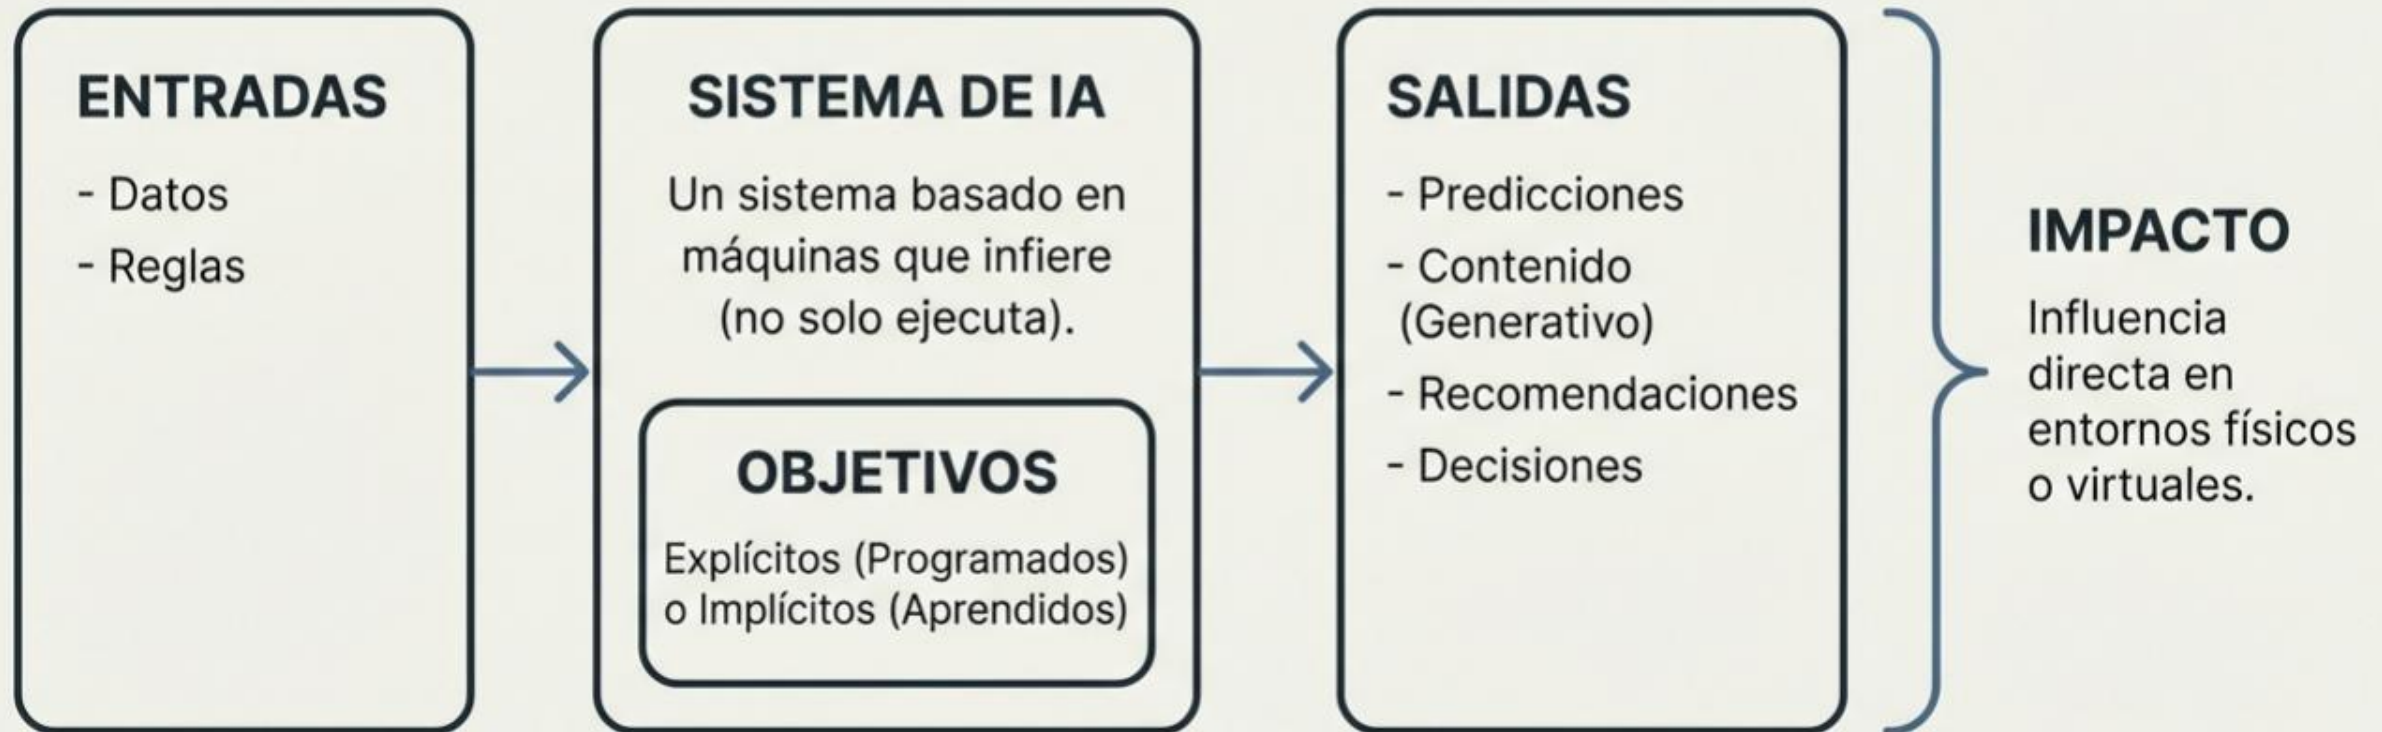 ENTRADAS
- Datos
- Reglas
SISTEMA DE IA
Un sistema basado en
máquinas que infiere
(no solo ejecuta).
OBJETIVOS
Explícitos (Programados)
o Implícitos (Aprendidos)
SALIDAS
- Predicciones
- Contenido
(Generativo)
- Recomendaciones
- Decisiones
IMPACTO
Influencia
directa en
entornos físicos
o virtuales.